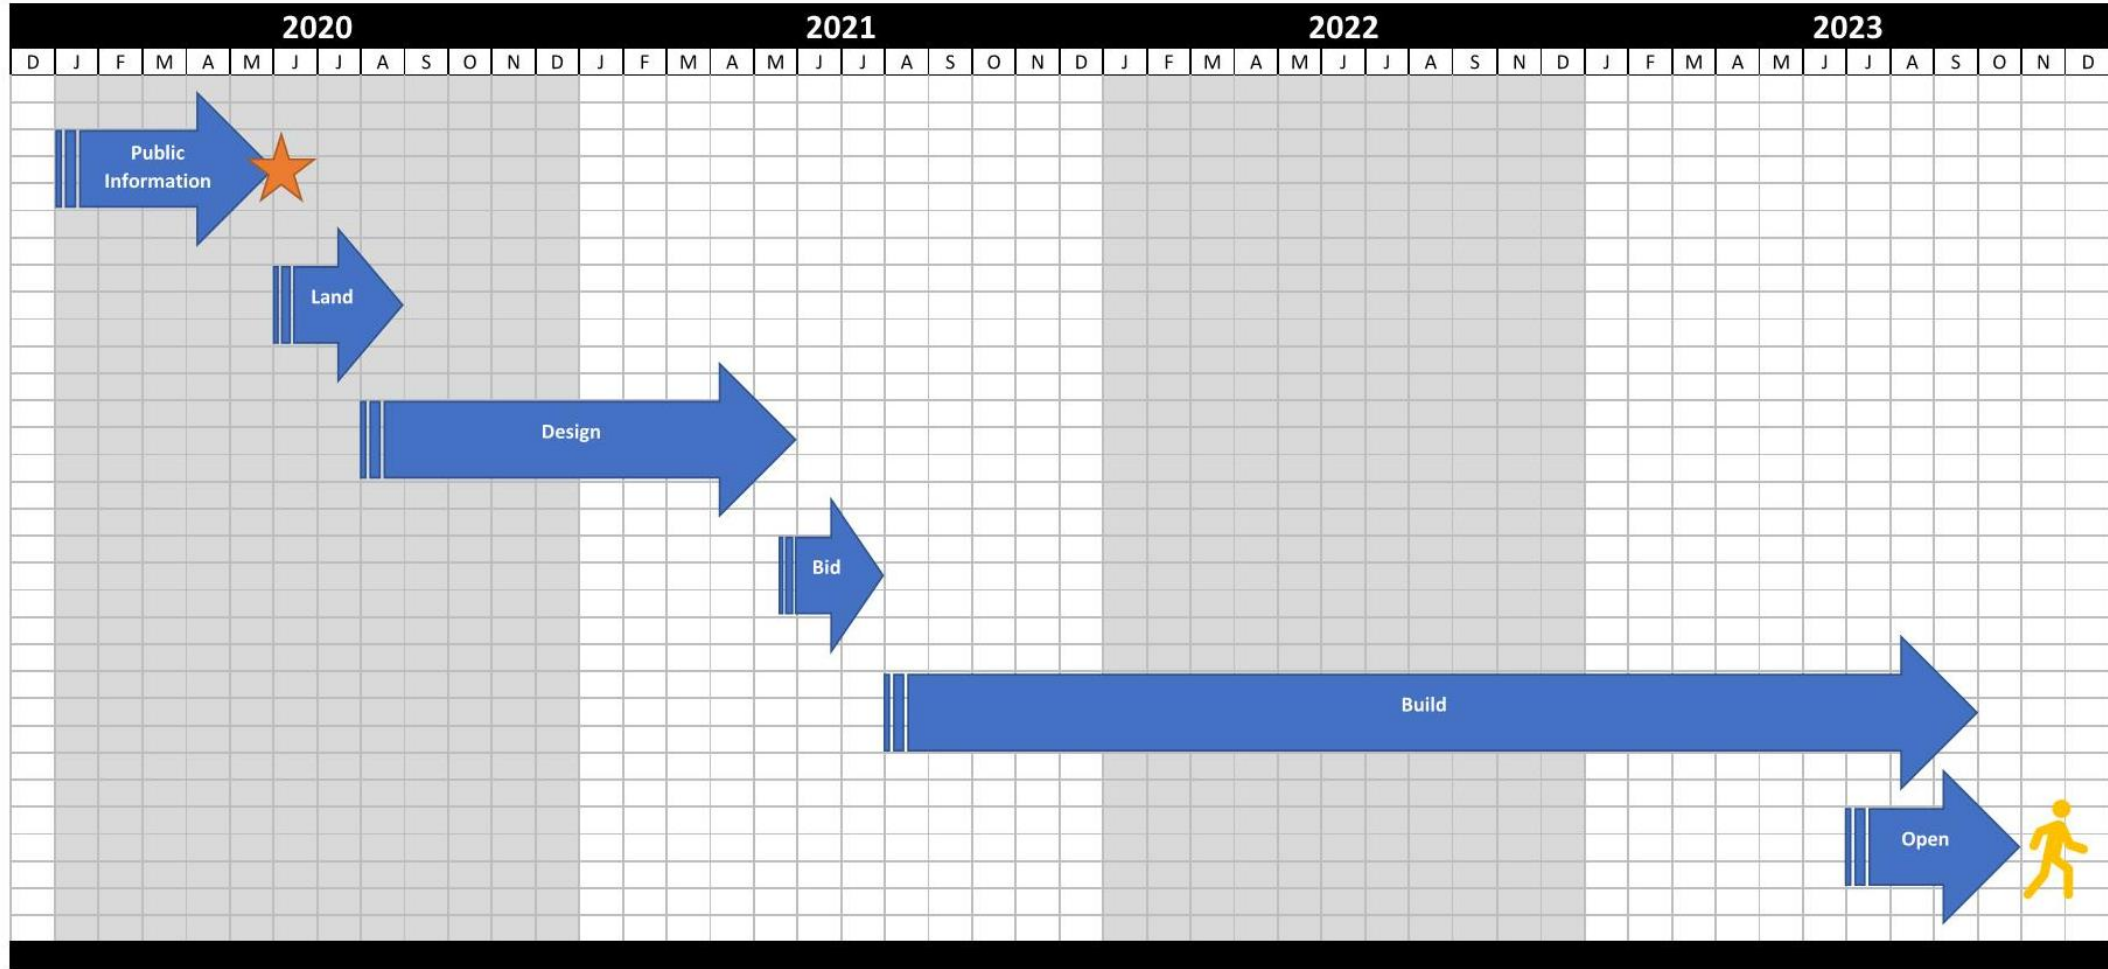 2020 2021 2022 2023
D J F M A M J J A S O N D J F M A M J J A S O N D J F M A M J J A S N D J F M A M J J A S O N D
Public
Information
Land
Design
Bid
Build
Open